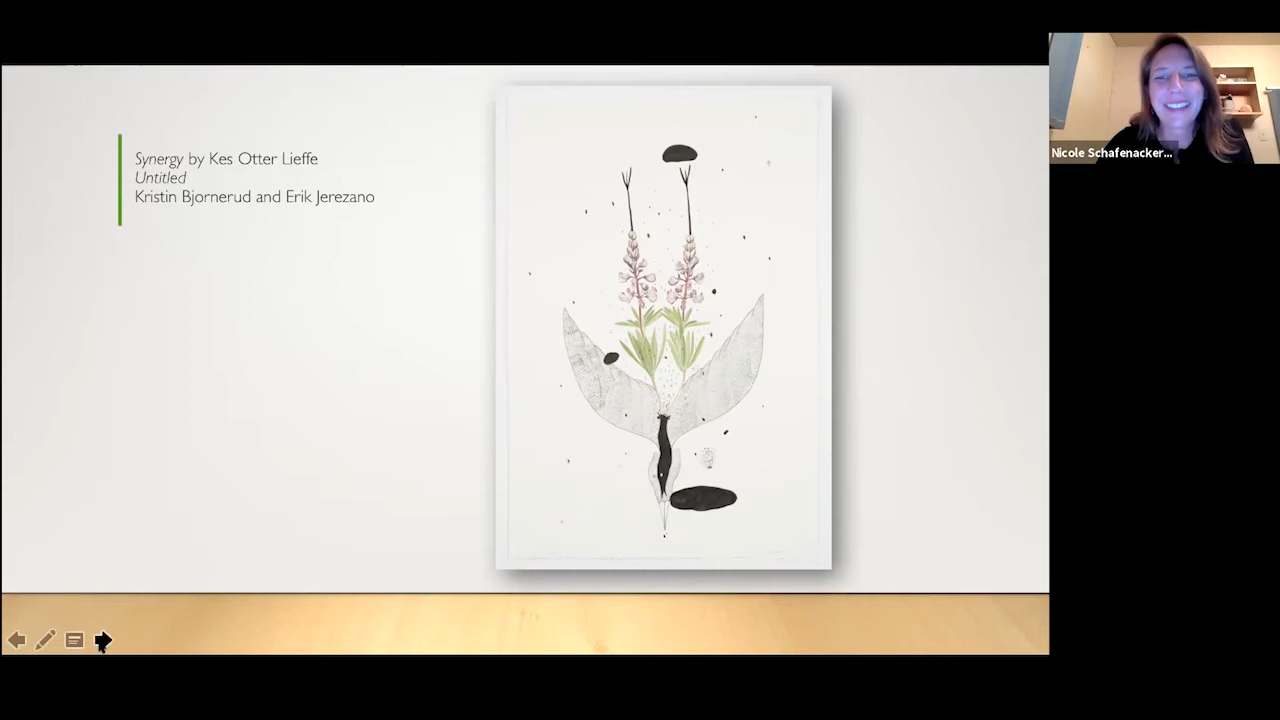 Synergy by Kes Otter Lieffe
Untitled
Kristin Bjornerud and Erik Jerezano
Nicole Schafenacker...